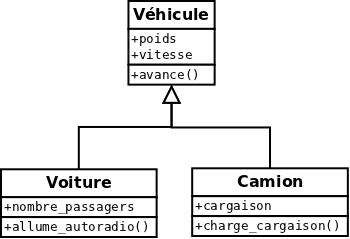 Véhicule
+poids
+vitesse
+avance()
Voiture
+nombre_passagers
+allume_autoradio()
Camion
+cargaison
+charge_cargaison()